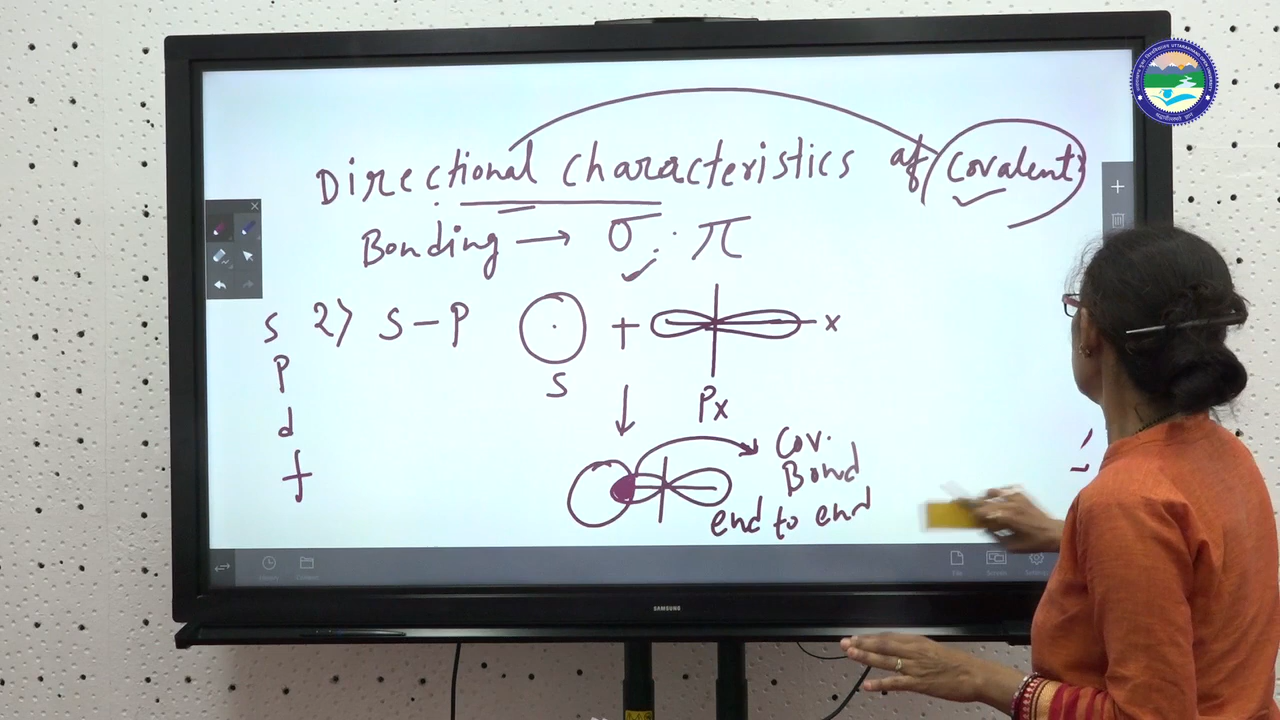 Directional characteristics of Covalent
Bonding → σ : π
s 2) s – p s + x
p
d
f
Px
↓
Cov.
Bond
end to end
SAMSUNG